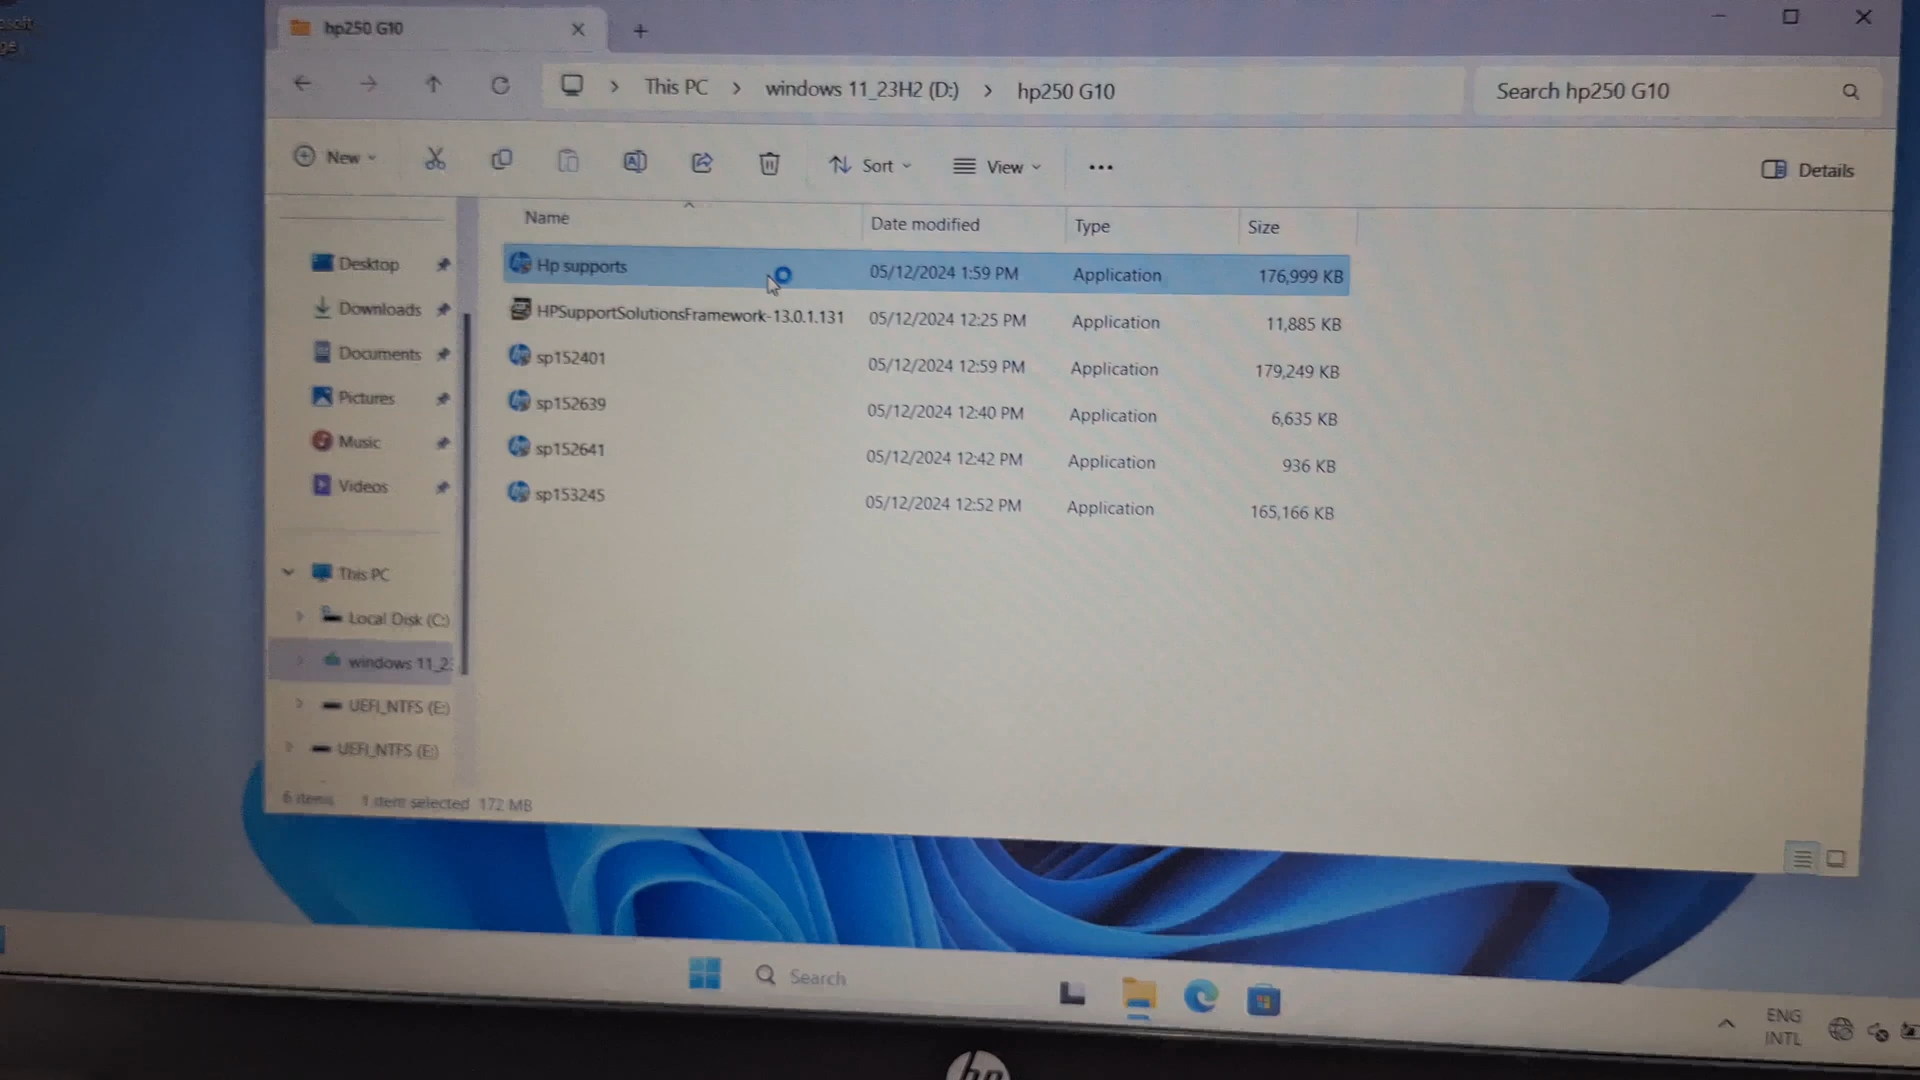 hp250 G10
This PC > windows 11_23H2 (D:) > hp250 G10
Search hp250 G10
New
Sort
View
Details
Name Date modified Type Size
Hp supports 05/12/2024 1:59 PM Application 176,999 KB
HPSupportSolutionsFramework-13.0.1.131 05/12/2024 12:25 PM Application 11,885 KB
sp152401 05/12/2024 12:59 PM Application 179,249 KB
sp152639 05/12/2024 12:40 PM Application 6,635 KB
sp152641 05/12/2024 12:42 PM Application 936 KB
sp153245 05/12/2024 12:52 PM Application 165,166 KB
Desktop
Downloads
Documents
Pictures
Music
Videos
This PC
Local Disk (C:)
windows 11_2
UEFI_NTFS (E:)
UEFI_NTFS (E:)
6 items 1 item selected 172 MB
Search
ENG
INTL
hp